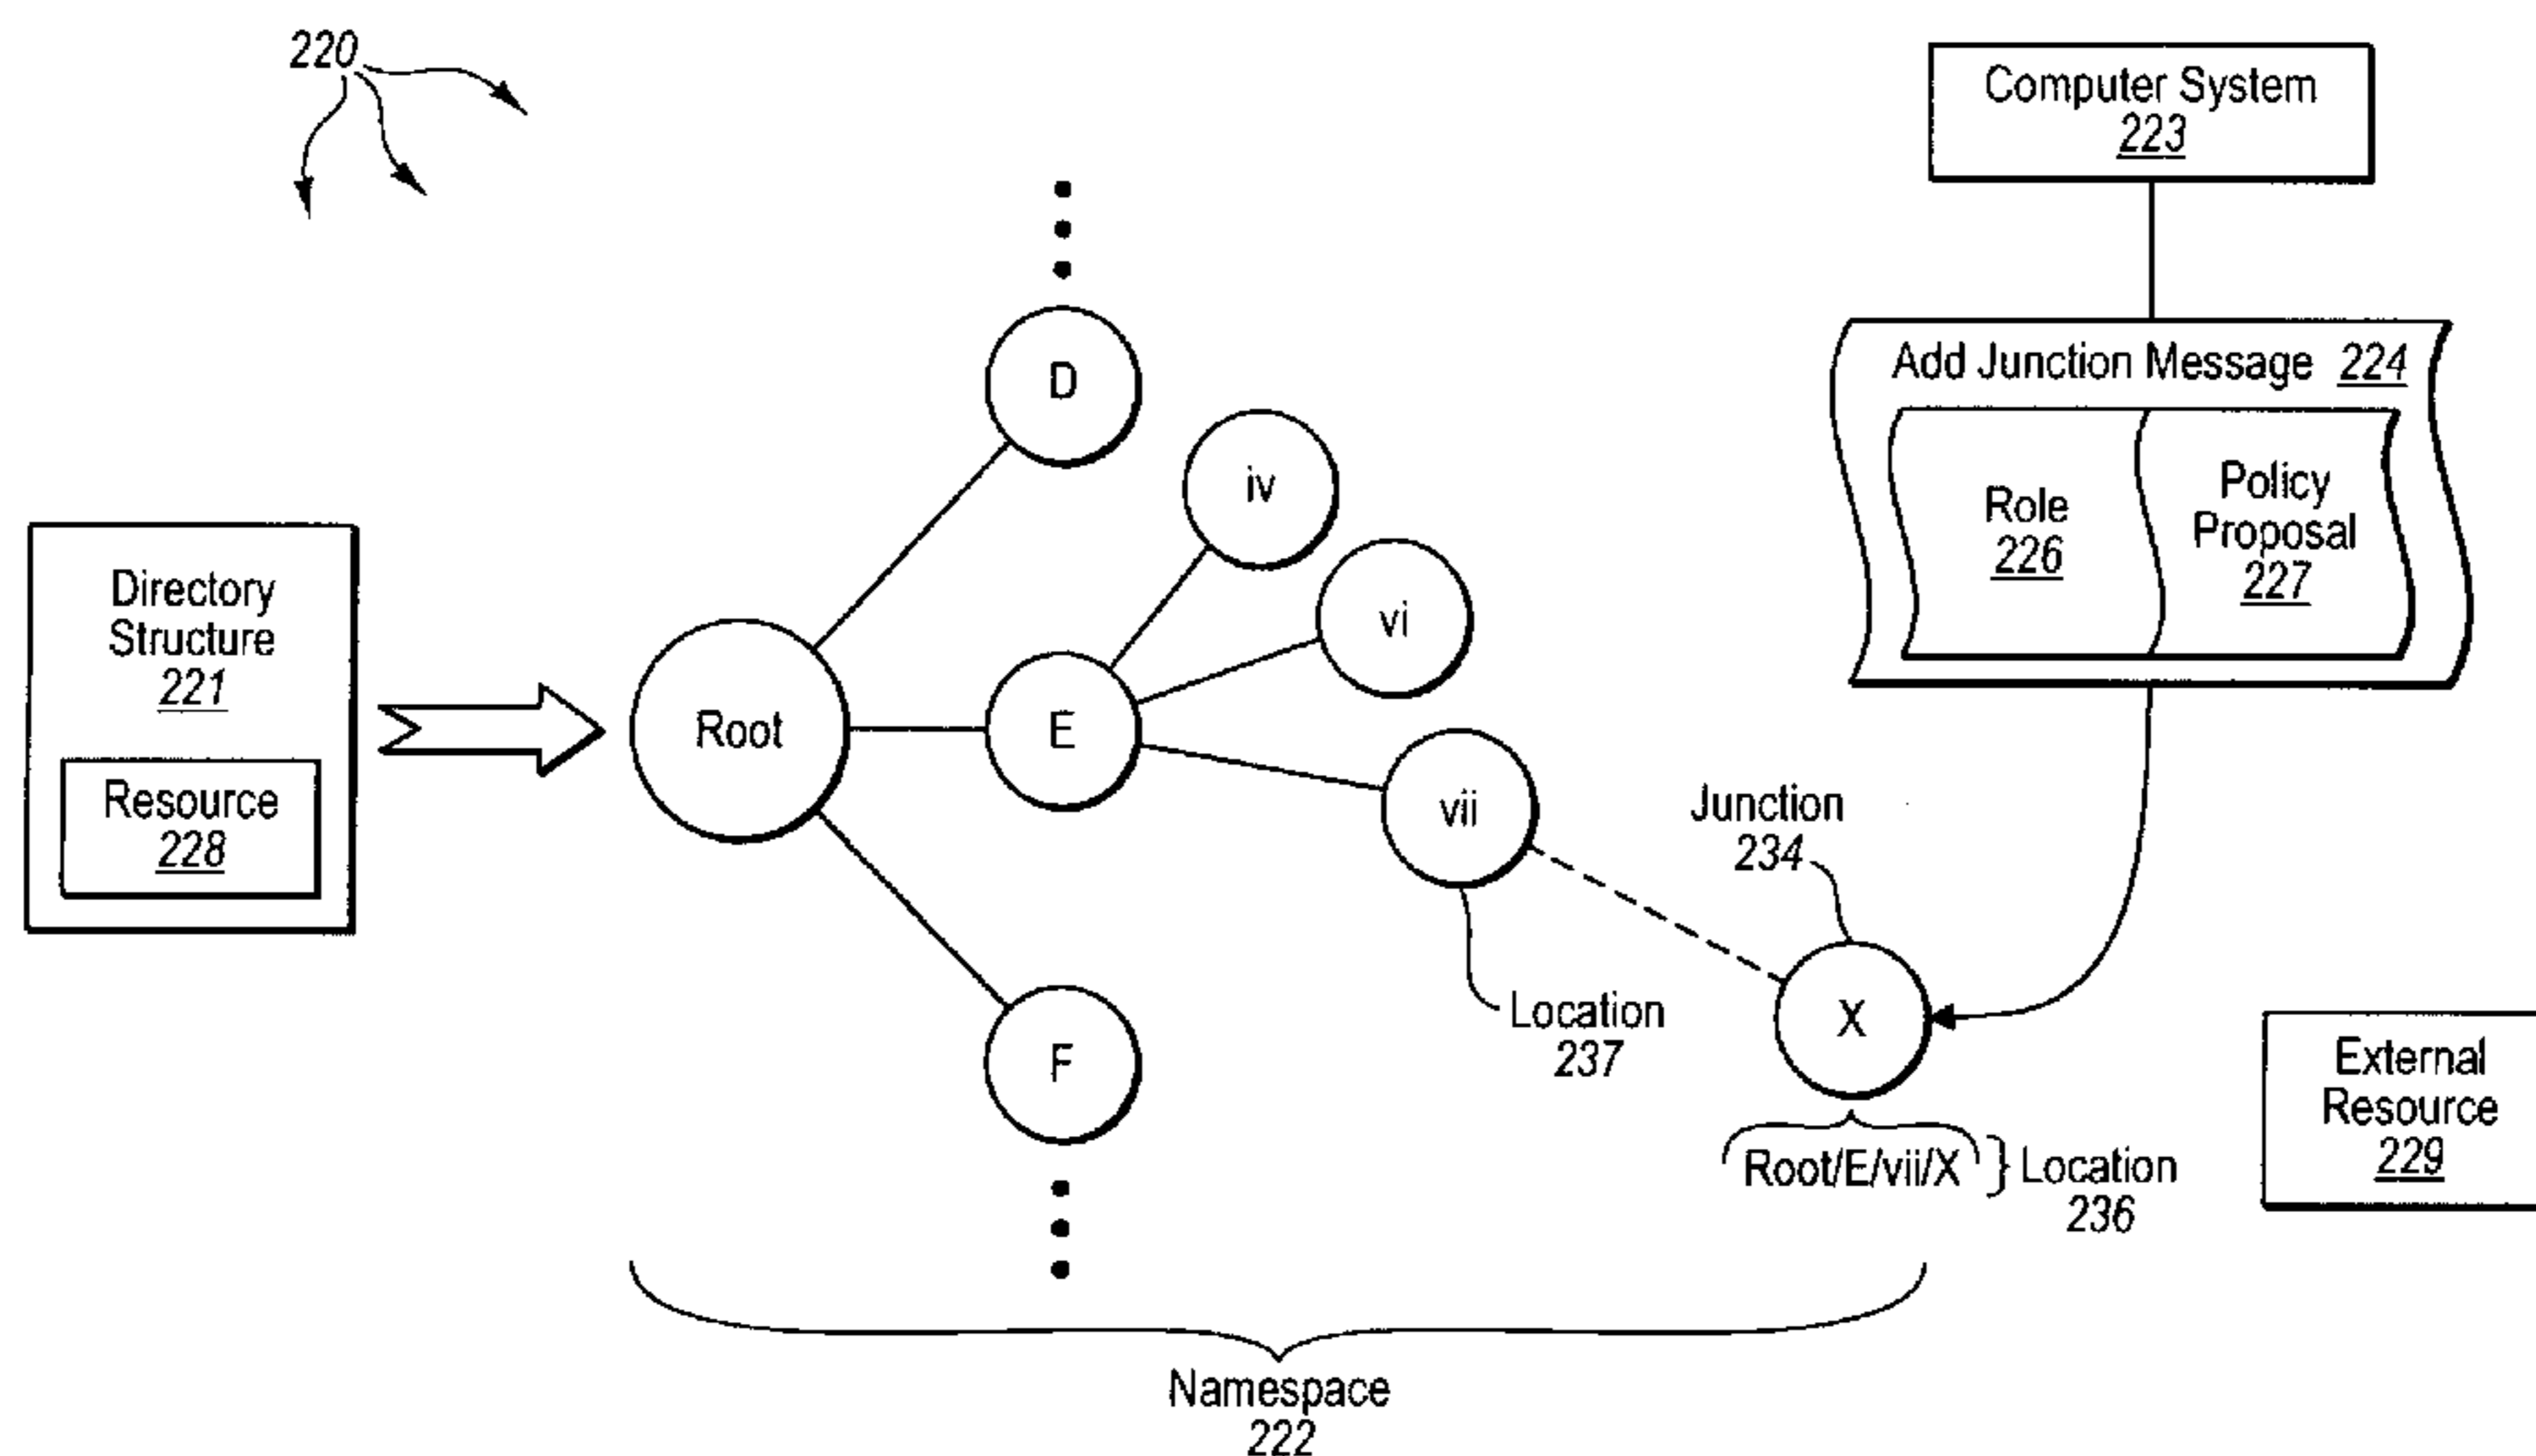 220
Computer System
223
Add Junction Message 224
Role
226
Policy
Proposal
227
D
iv
vi
Directory
Structure
221
Resource
228
Root
E
vii
Junction
234
Location
237
X
F
Root/E/vii/X
Location
236
External
Resource
229
Namespace
222